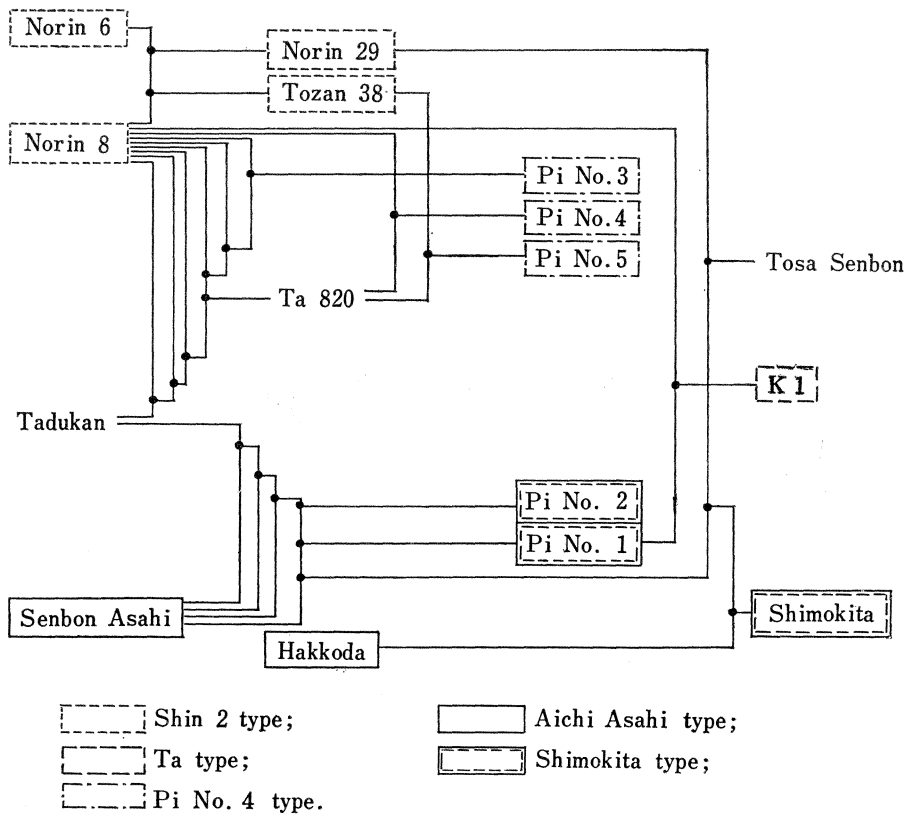 Norin 6
Norin 29
Tozan 38
Norin 8
Pi No.3
Pi No.4
Pi No.5
Tosa Senbon
Ta 820
K 1
Tadukan
Pi No. 2
Pi No. 1
Senbon Asahi
Shimokita
Hakkoda
Shin 2 type;
Aichi Asahi type;
Ta type;
Shimokita type;
Pi No. 4 type.